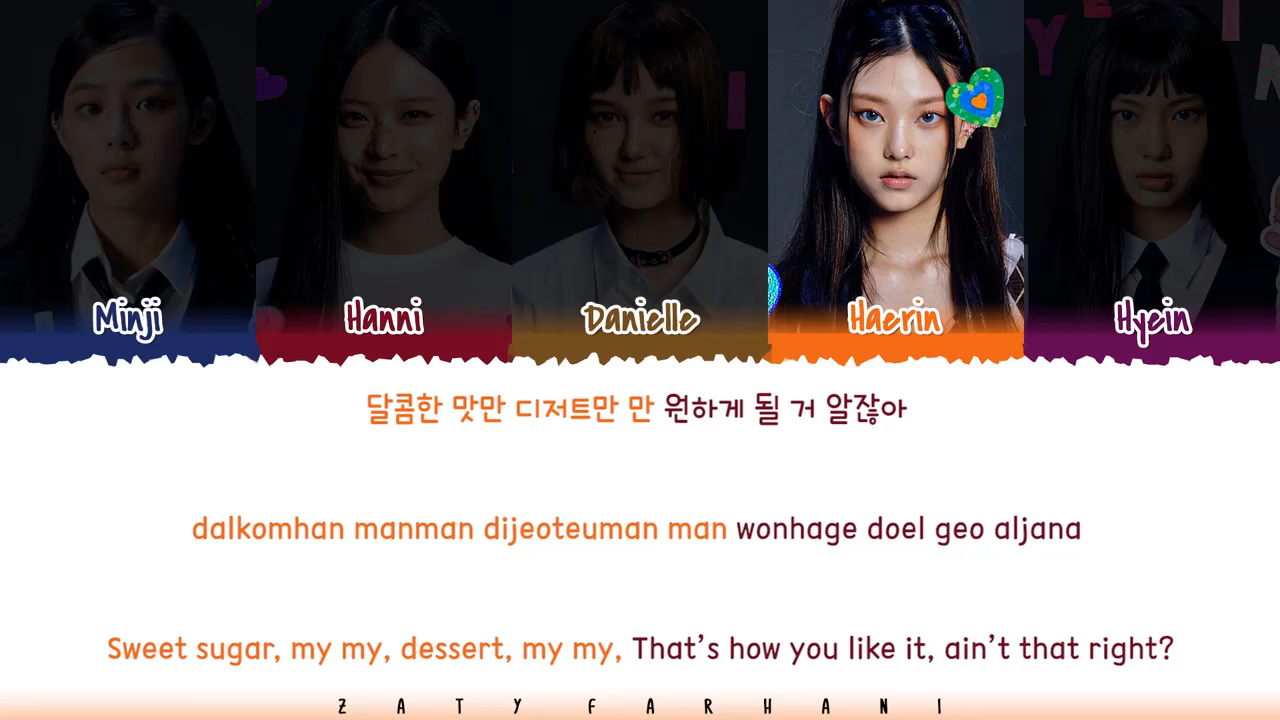 Minji Hanni Danielle Haerin Hyein
달콤한 맛만 디저트만 만 원하게 될 거 알잖아
dalkomhan manman dijeoteuman man wonhage doel geo aljana
Sweet sugar, my my, dessert, my my, That's how you like it, ain't that right?
ZATY FARHANI